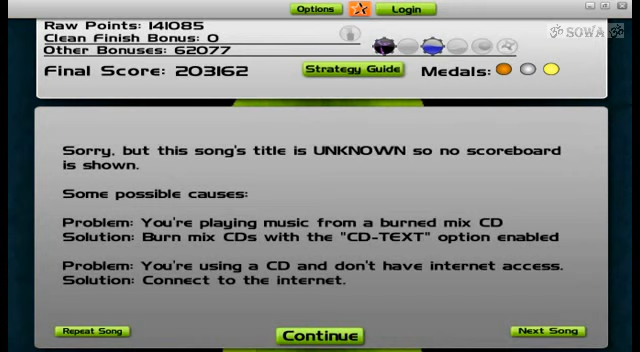 Options Login
Raw Points: 141085
Clean Finish Bonus: 0
Other Bonuses: 62077
ॐ SOWA ॐ
Final Score: 203162 Strategy Guide Medals:
Sorry, but this song's title is UNKNOWN so no scoreboard
is shown.
Some possible causes:
Problem: You're playing music from a burned mix CD
Solution: Burn mix CDs with the "CD-TEXT" option enabled
Problem: You're using a CD and don't have internet access.
Solution: Connect to the internet.
Repeat Song Continue Next Song